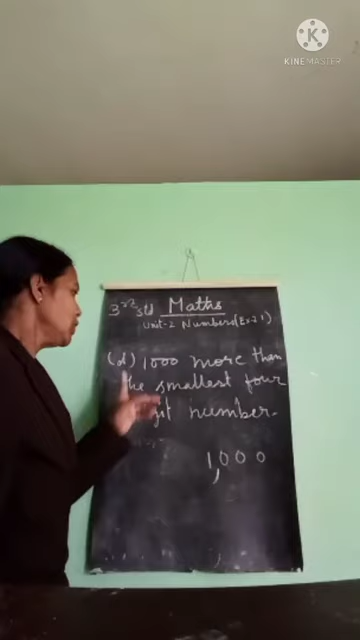 KINEMASTER
3rd std Maths
Unit-2 Numbers (Ex-2.1)
(d) 1000 more than
the smallest four
git number.
1,000